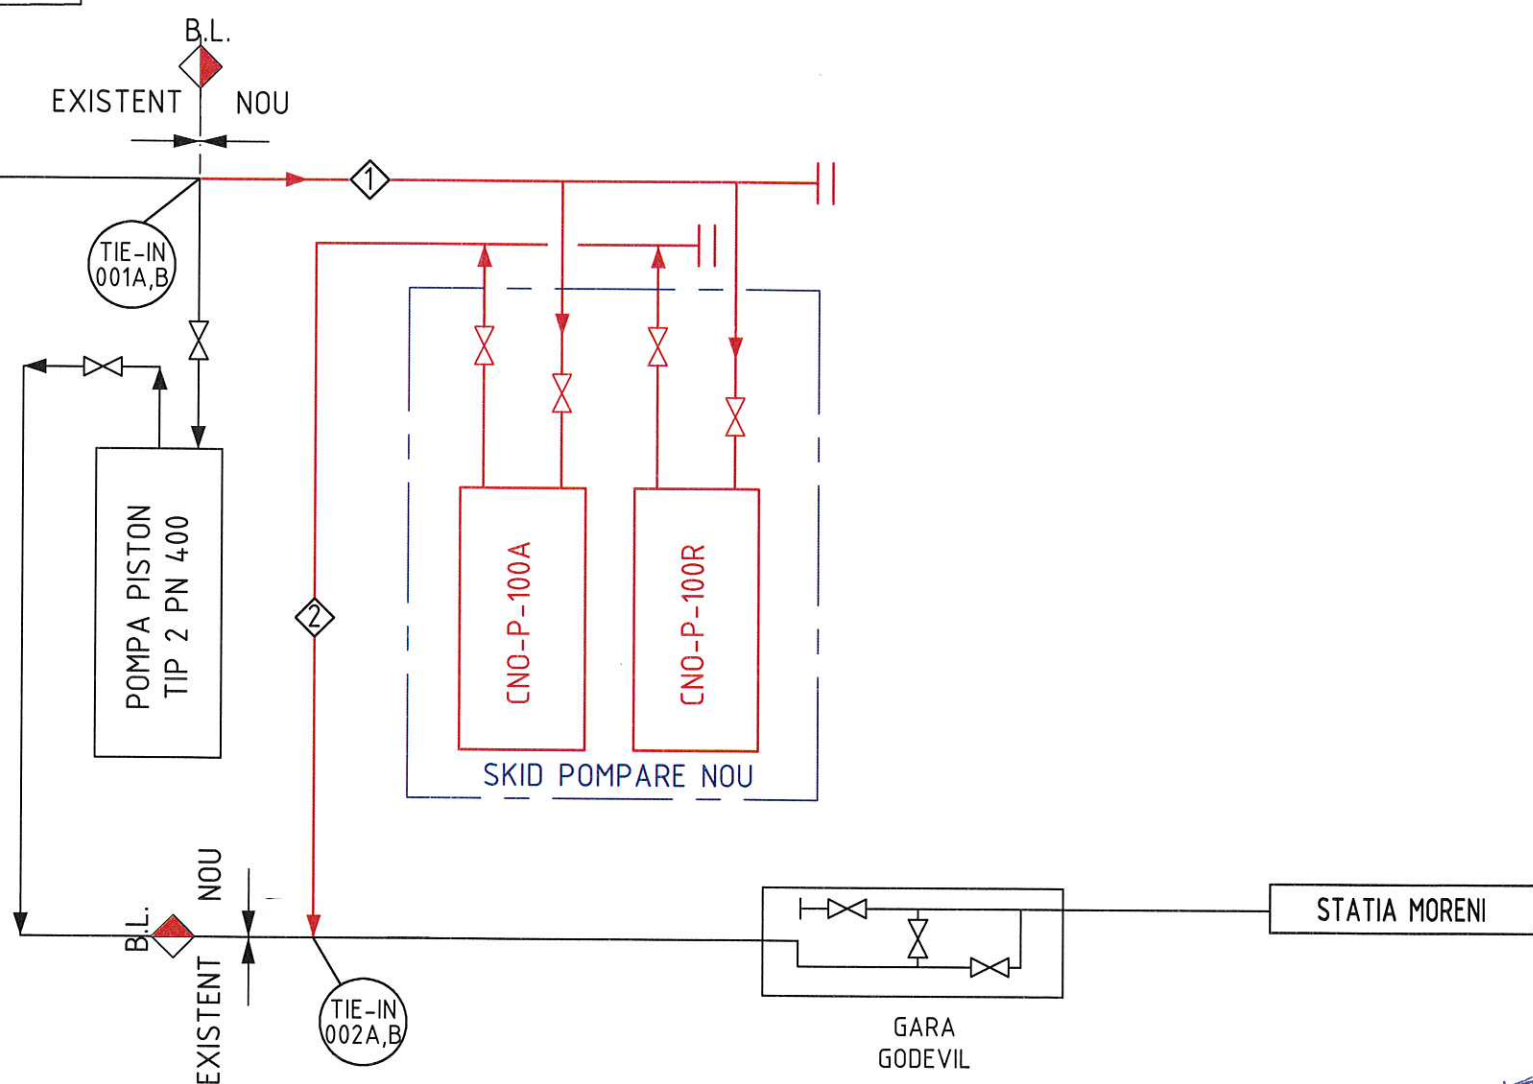 B.L.
EXISTENT NOU
1
TIE-IN
001A,B
POMPA PISTON
TIP 2 PN 400
2
CNO-P-100A
CNO-P-100R
SKID POMPARE NOU
NOU
B.L.
EXISTENT
TIE-IN
002A,B
STATIA MORENI
GARA
GODEVIL